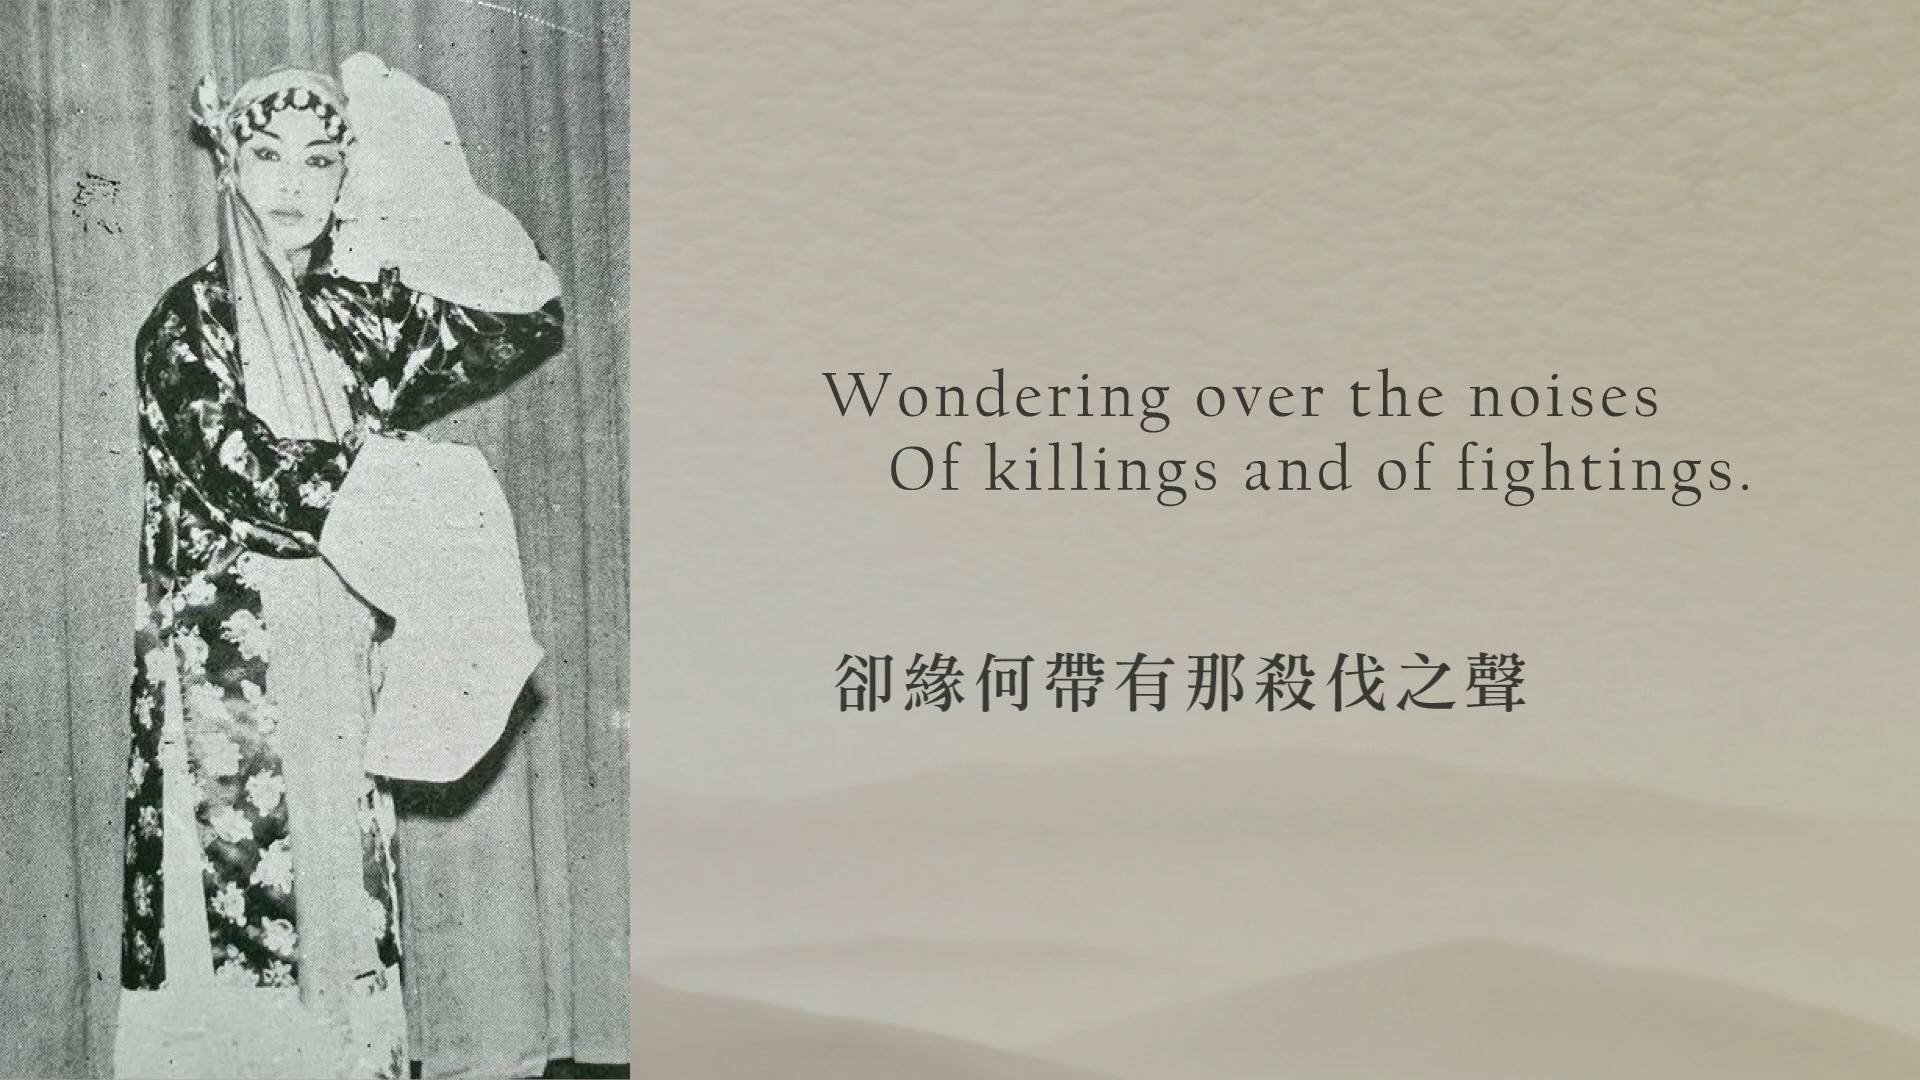 Wondering over the noises
Of killings and of fightings.
卻緣何帶有那殺伐之聲